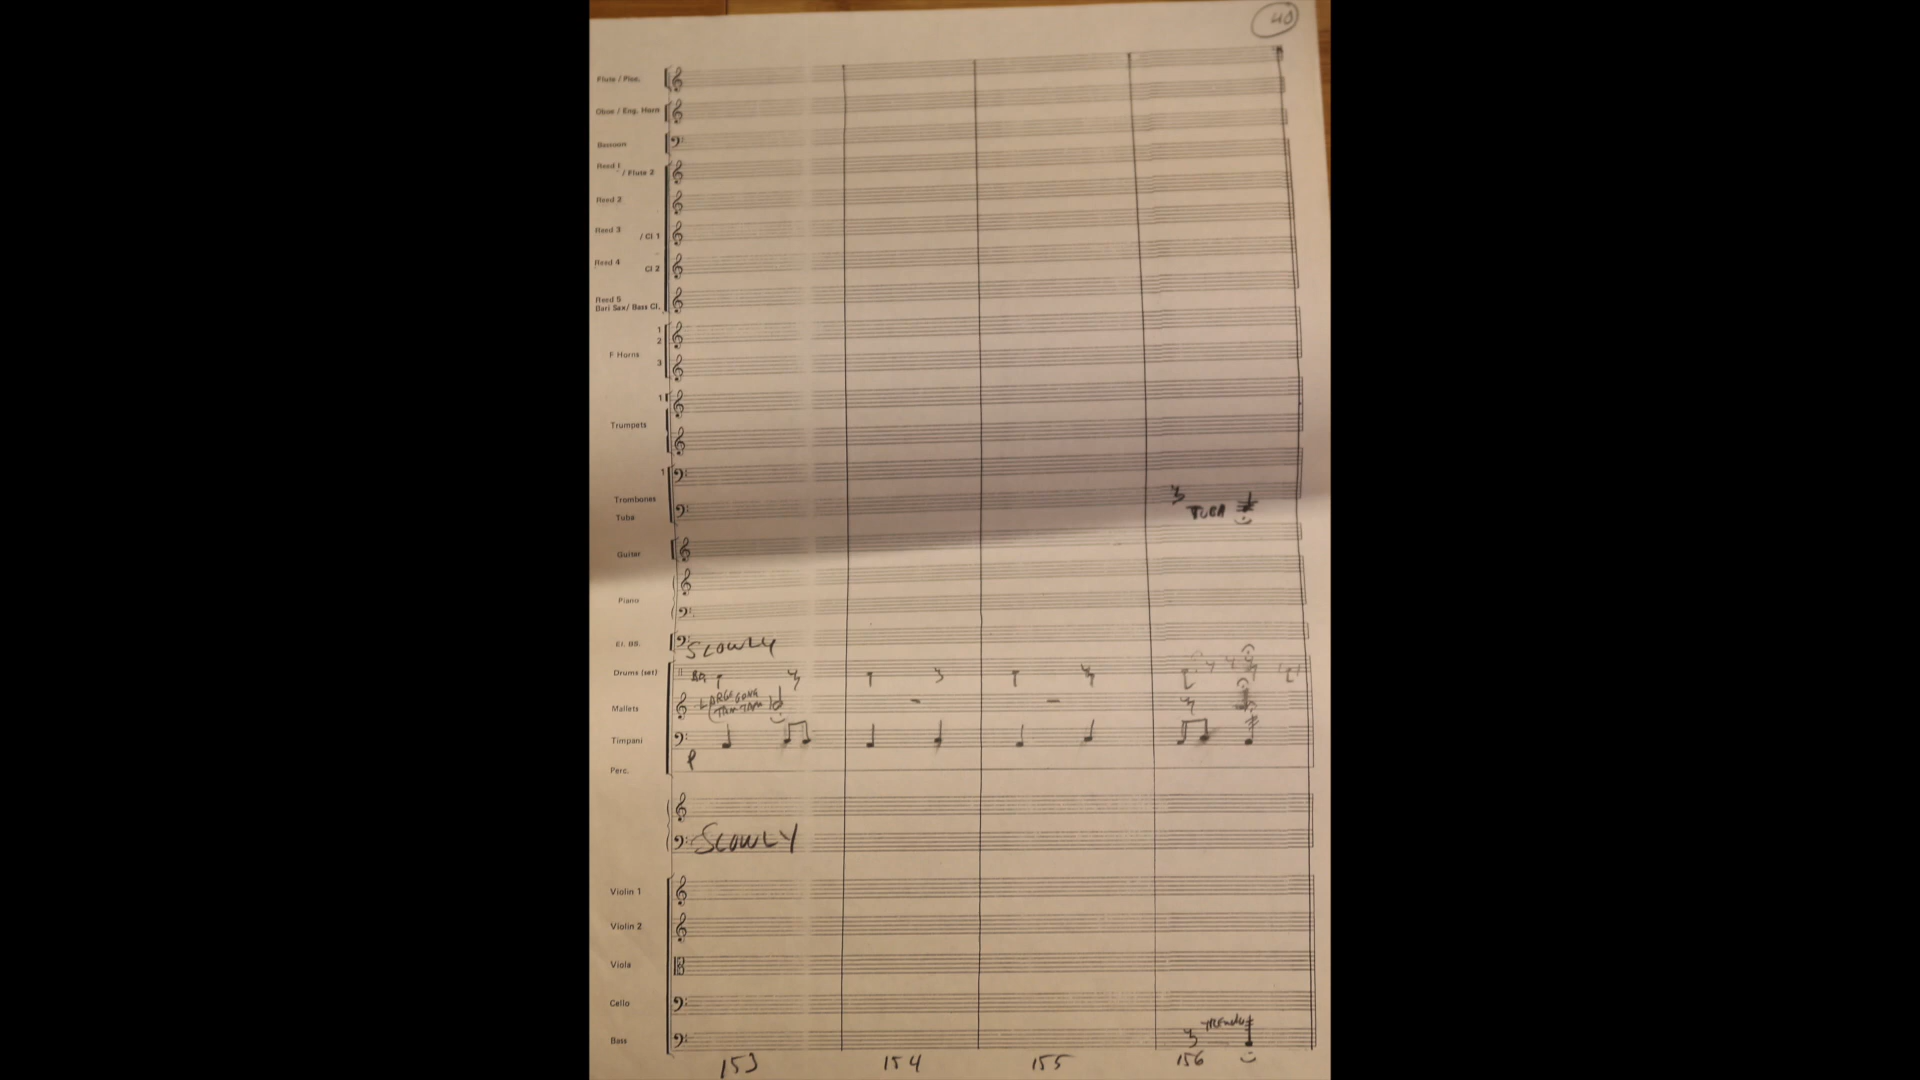 40
Flute / Picc.
Oboe / Eng. Horn
Bassoon
Reed 1
/ Flute 2
Reed 2
Reed 3
/ Cl 1
Reed 4
Cl 2
Reed 5
Bari Sax/ Bass Cl.
1
2
F Horns
3
1
Trumpets
1
Trombones
TUBA
Tuba
Guitar
Piano
El. BS.
SLOWLY
Drums (set)
LARGE GONG
Mallets
(TAM TAM)
Timpani
P
Perc.
SLOWLY
Violin 1
Violin 2
Viola
Cello
TREMOLO
Bass
153 154 155 156